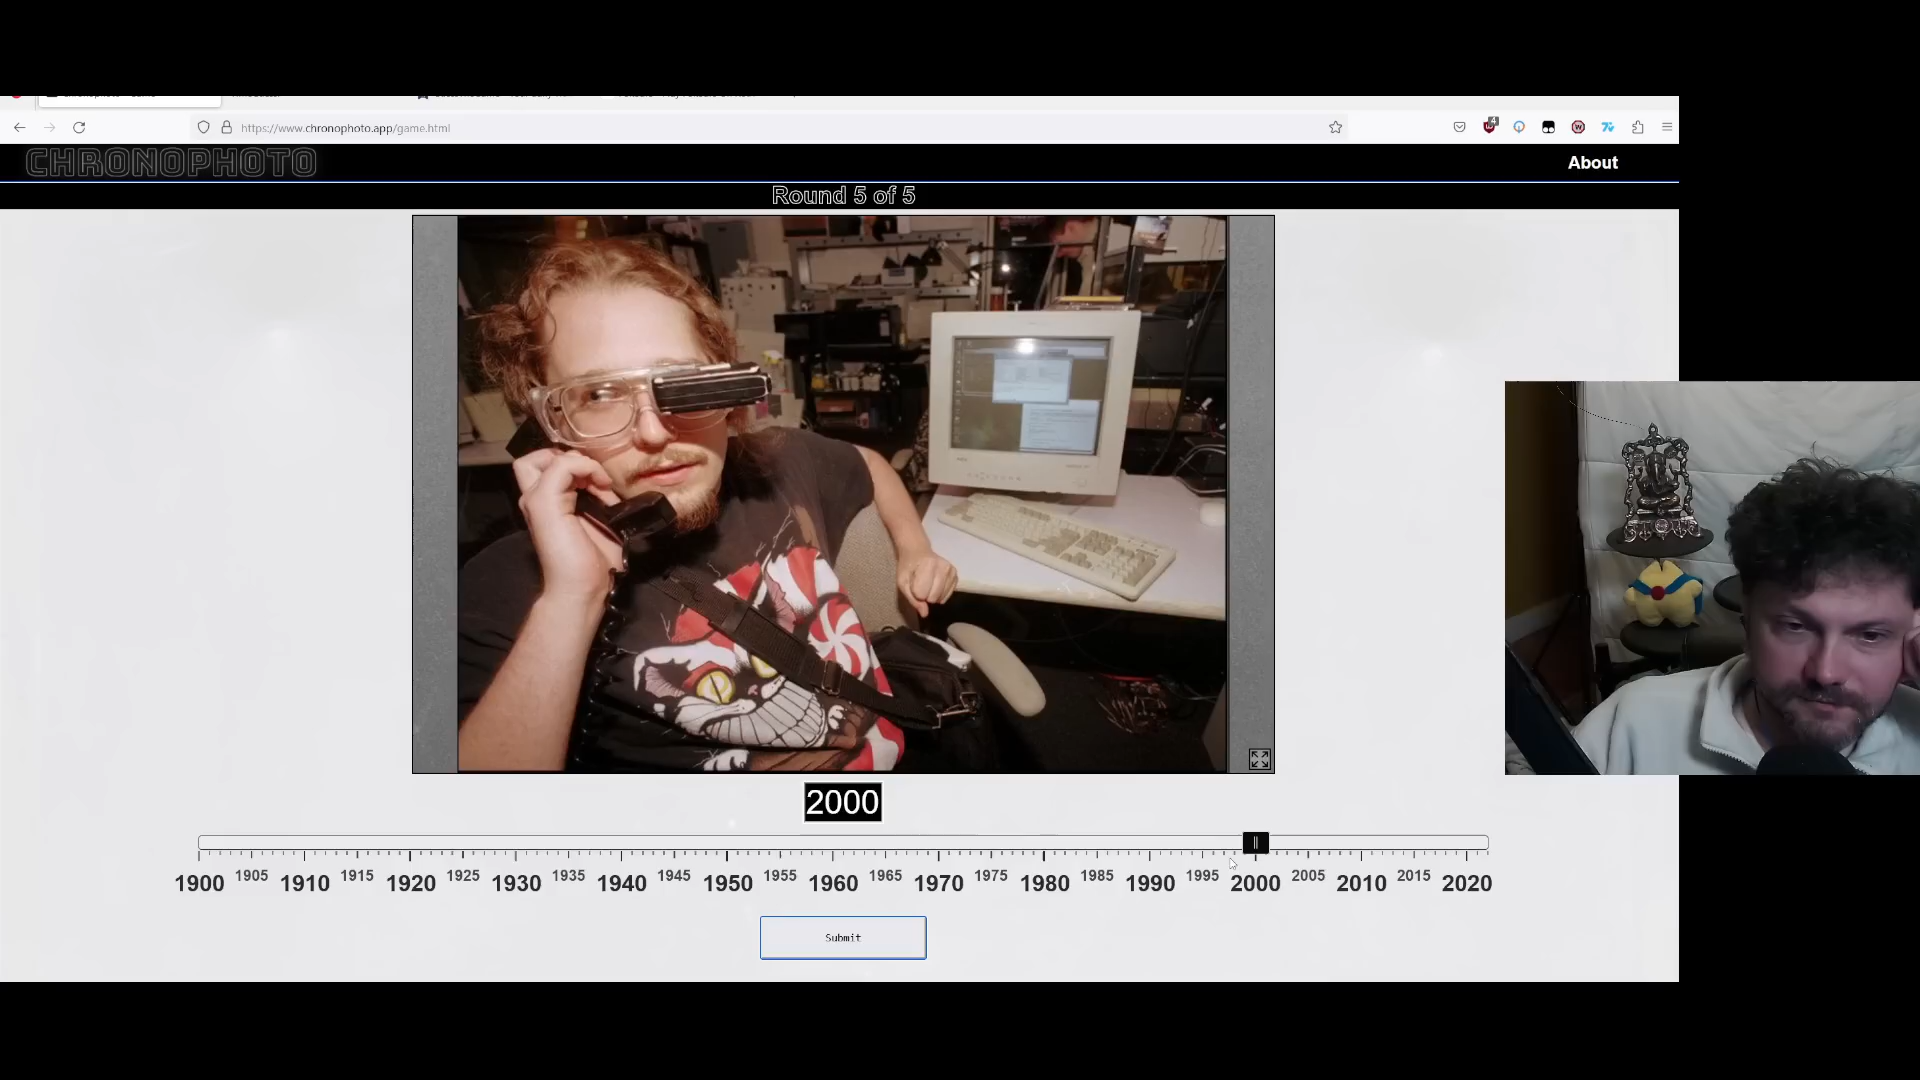 https://www.chronophoto.app/game.html
CHRONOPHOTO
About
Round 5 of 5
2000
1900 1905 1910 1915 1920 1925 1930 1935 1940 1945 1950 1955 1960 1965 1970 1975 1980 1985 1990 1995 2000 2005 2010 2015 2020
Submit